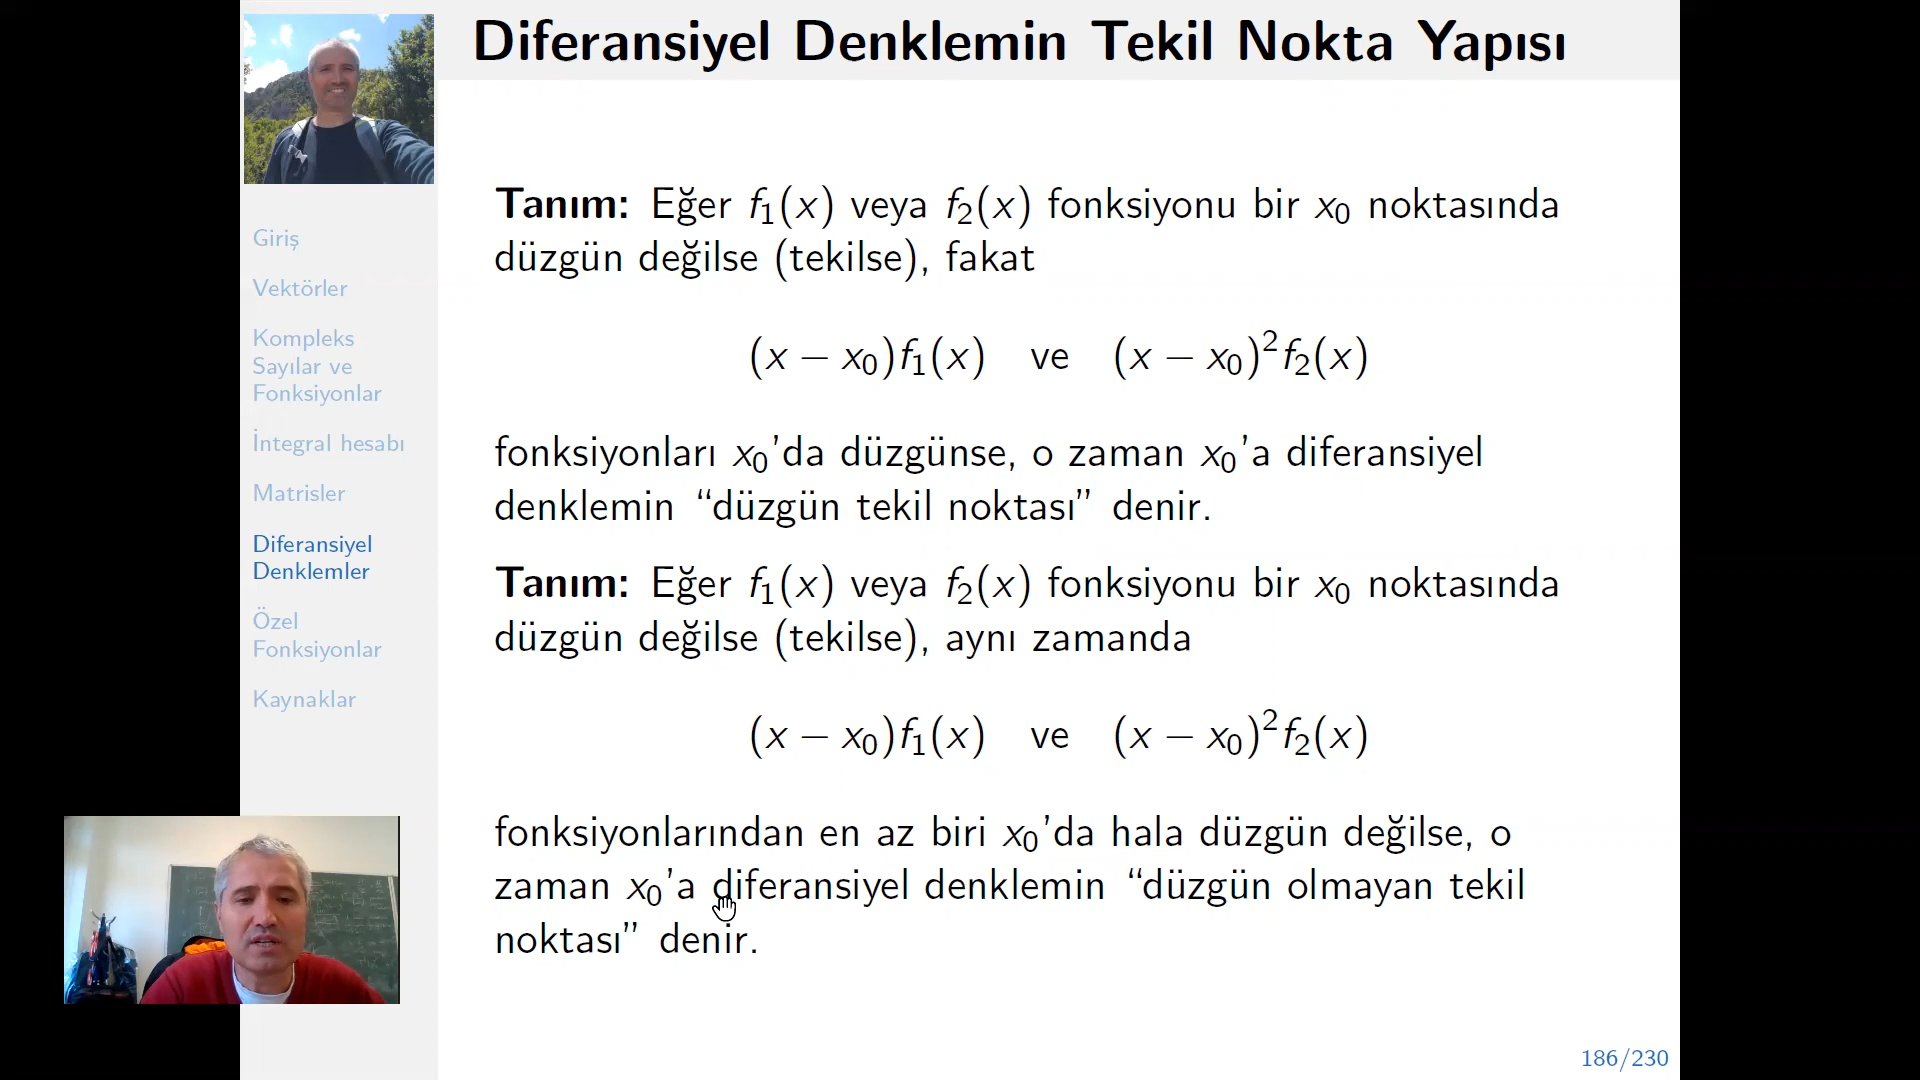 Diferansiyel Denklemin Tekil Nokta Yapısı
Giriş
Vektörler
Kompleks
Sayılar ve
Fonksiyonlar
İntegral hesabı
Matrisler
Diferansiyel
Denklemler
Özel
Fonksiyonlar
Kaynaklar
Tanım: Eğer f₁(x) veya f₂(x) fonksiyonu bir x₀ noktasında
düzgün değilse (tekilse), fakat
(x − x₀)f₁(x) ve (x − x₀)²f₂(x)
fonksiyonları x₀'da düzgünse, o zaman x₀'a diferansiyel
denklemin “düzgün tekil noktası” denir.
Tanım: Eğer f₁(x) veya f₂(x) fonksiyonu bir x₀ noktasında
düzgün değilse (tekilse), aynı zamanda
(x − x₀)f₁(x) ve (x − x₀)²f₂(x)
fonksiyonlarından en az biri x₀'da hala düzgün değilse, o
zaman x₀'a diferansiyel denklemin “düzgün olmayan tekil
noktası” denir.
186/230